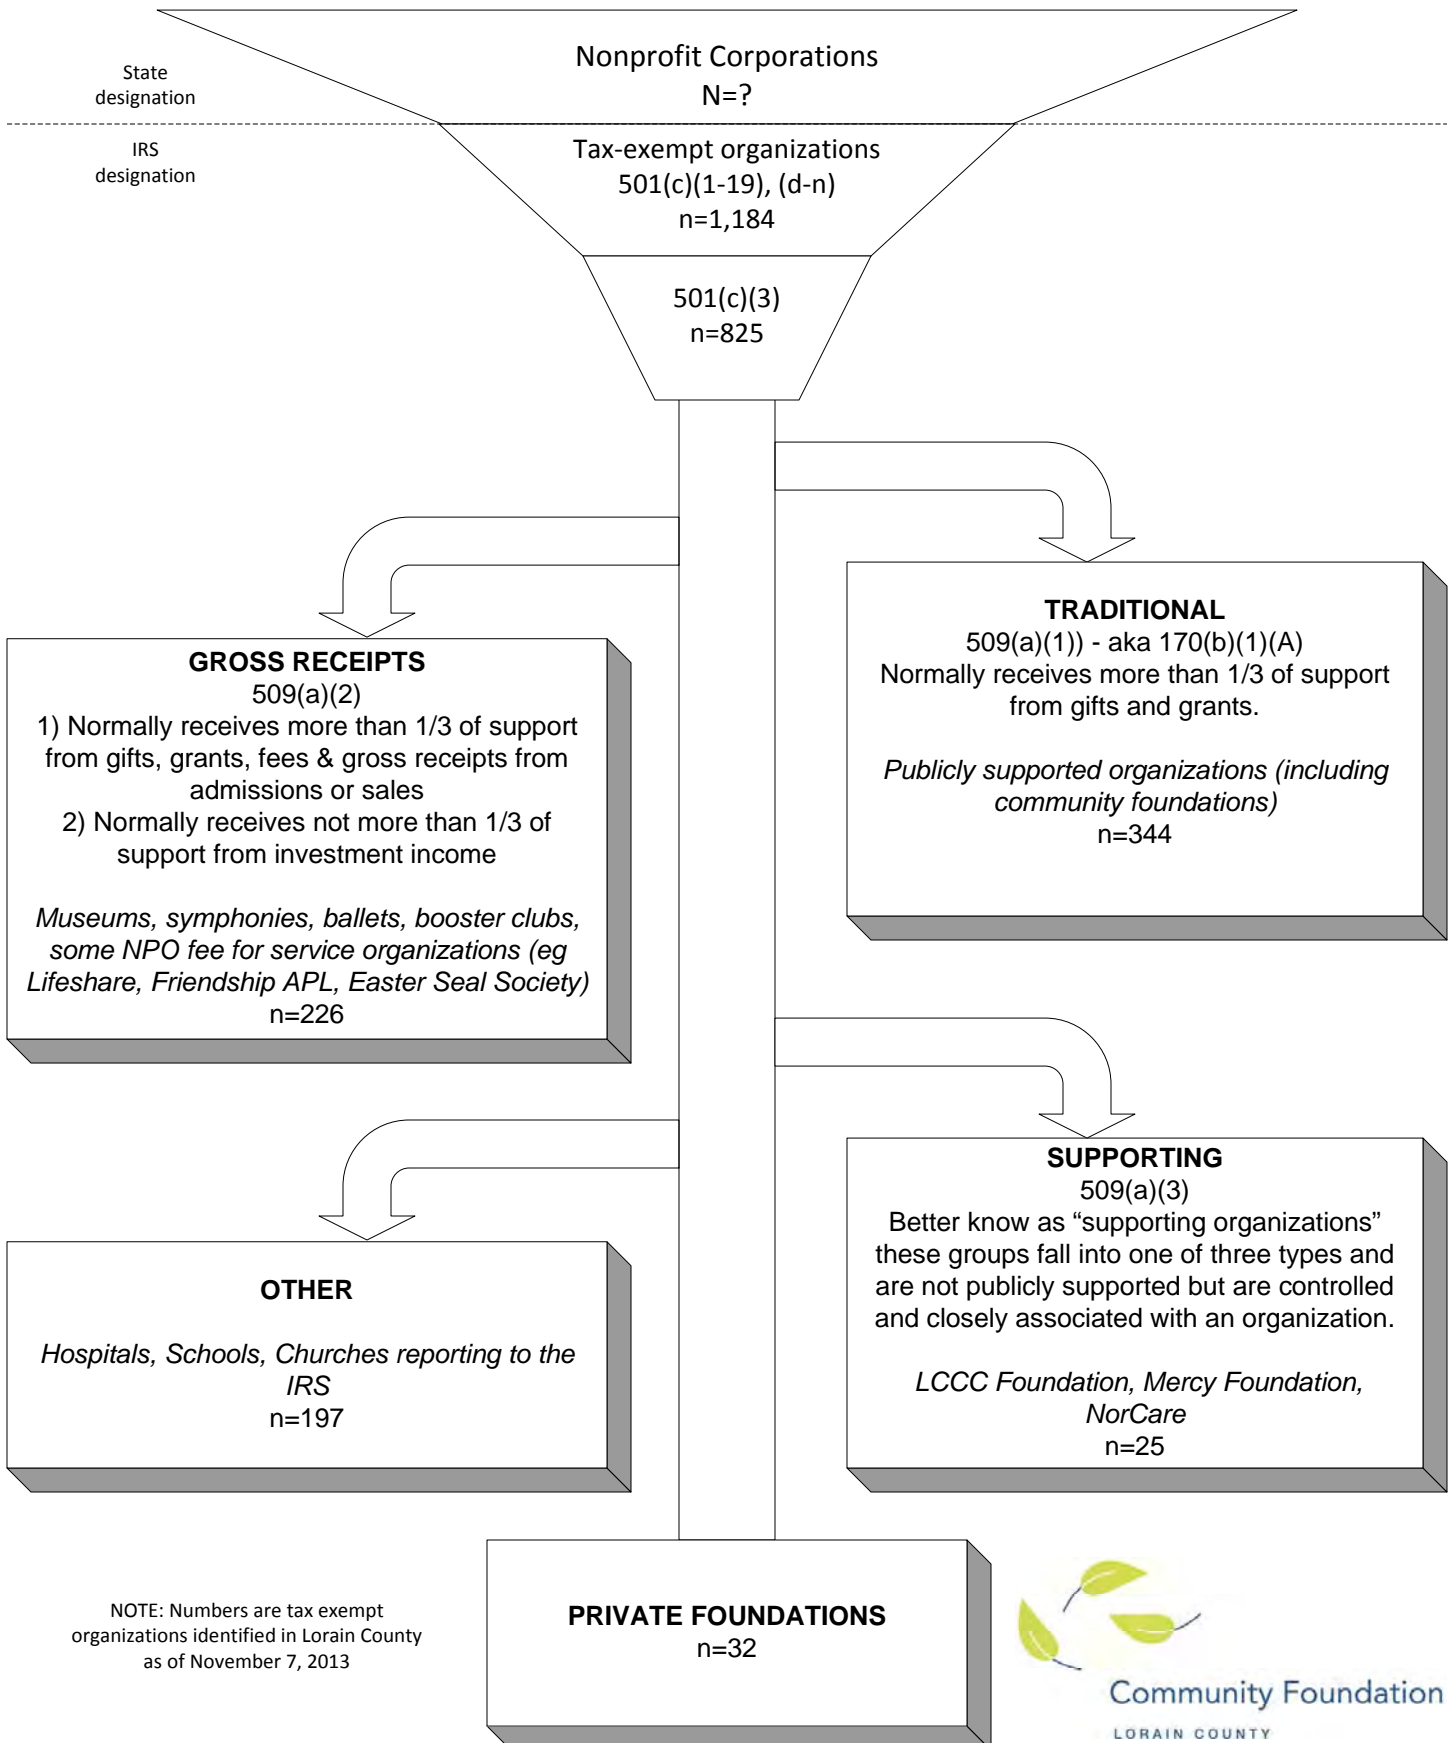 Nonprofit Corporations
N=?
State
designation
IRS
designation
Tax-exempt organizations
501(c)(1-19), (d-n)
n=1,184
501(c)(3)
n=825
TRADITIONAL
509(a)(1)) - aka 170(b)(1)(A)
Normally receives more than 1/3 of support
from gifts and grants.
Publicly supported organizations (including
community foundations)
n=344
GROSS RECEIPTS
509(a)(2)
1) Normally receives more than 1/3 of support
from gifts, grants, fees & gross receipts from
admissions or sales
2) Normally receives not more than 1/3 of
support from investment income
Museums, symphonies, ballets, booster clubs,
some NPO fee for service organizations (eg
Lifeshare, Friendship APL, Easter Seal Society)
n=226
SUPPORTING
509(a)(3)
Better know as “supporting organizations”
these groups fall into one of three types and
are not publicly supported but are controlled
and closely associated with an organization.
LCCC Foundation, Mercy Foundation,
NorCare
n=25
OTHER
Hospitals, Schools, Churches reporting to the
IRS
n=197
PRIVATE FOUNDATIONS
n=32
NOTE: Numbers are tax exempt
organizations identified in Lorain County
as of November 7, 2013
Community Foundation
LORAIN COUNTY